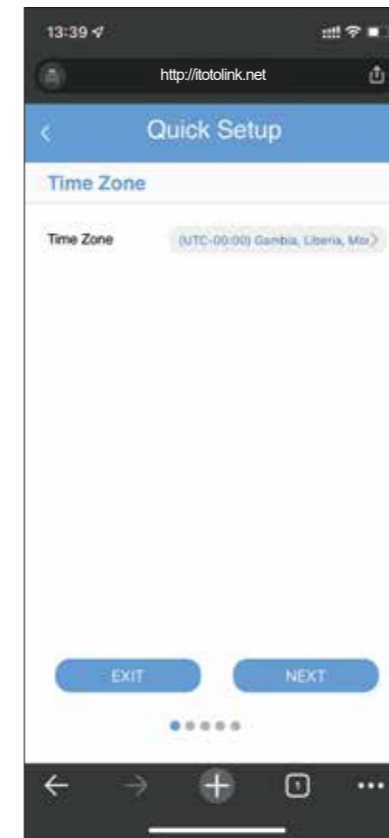 13:39
http://itotolink.net
Quick Setup
Time Zone
Time Zone (UTC-00:00) Gambia, Liberia, Mor
EXIT NEXT
1